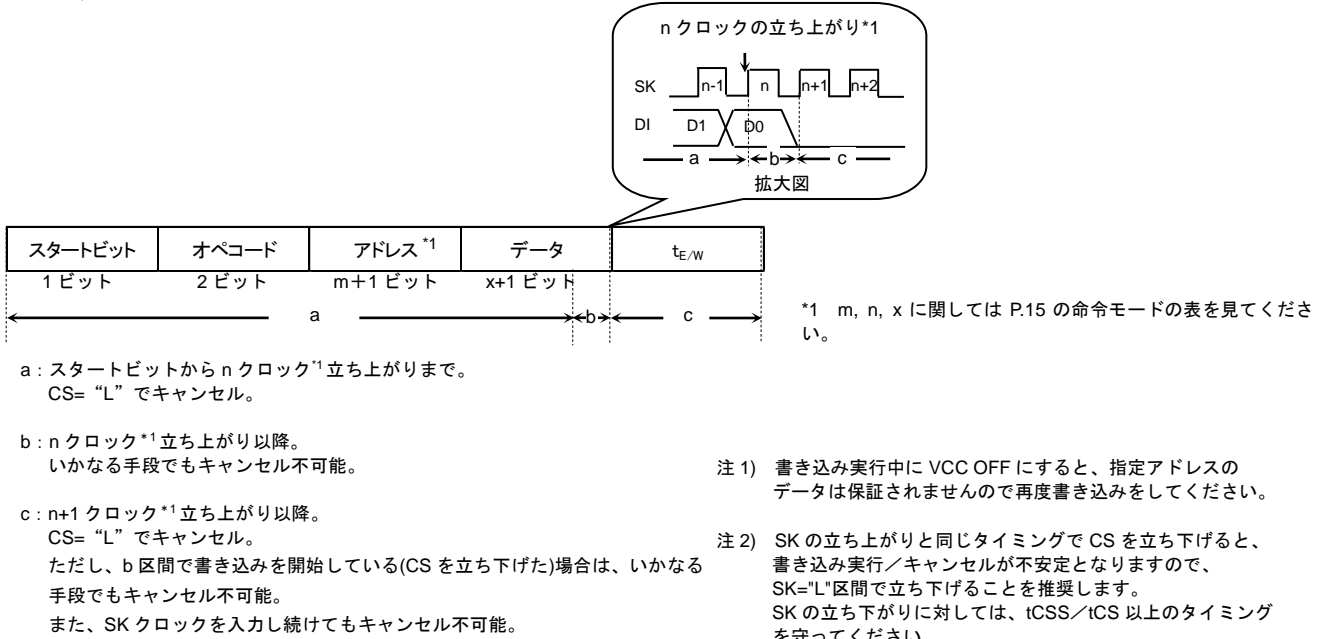 n クロックの立ち上がり*1
SK n-1 n n+1 n+2
DI D1 D0
a b c
拡大図
スタートビット オペコード アドレス *1 データ tE/W
1 ビット 2 ビット m+1 ビット x+1 ビット
a b c
*1 m, n, x に関しては P.15 の命令モードの表を見てくださ
い。
a:スタートビットから n クロック*1 立ち上がりまで。
CS= “L” でキャンセル。
b:n クロック*1 立ち上がり以降。
いかなる手段でもキャンセル不可能。
c:n+1 クロック*1 立ち上がり以降。
CS= “L” でキャンセル。
ただし、b 区間で書き込みを開始している(CS を立ち下げた)場合は、いかなる
手段でもキャンセル不可能。
また、SK クロックを入力し続けてもキャンセル不可能。
注 1) 書き込み実行中に VCC OFF にすると、指定アドレスの
データは保証されませんので再度書き込みをしてください。
注 2) SK の立ち上がりと同じタイミングで CS を立ち下げると、
書き込み実行/キャンセルが不安定となりますので、
SK="L"区間で立ち下げることを推奨します。
SK の立ち下がりに対しては、tCSS/tCS 以上のタイミング
を守ってください